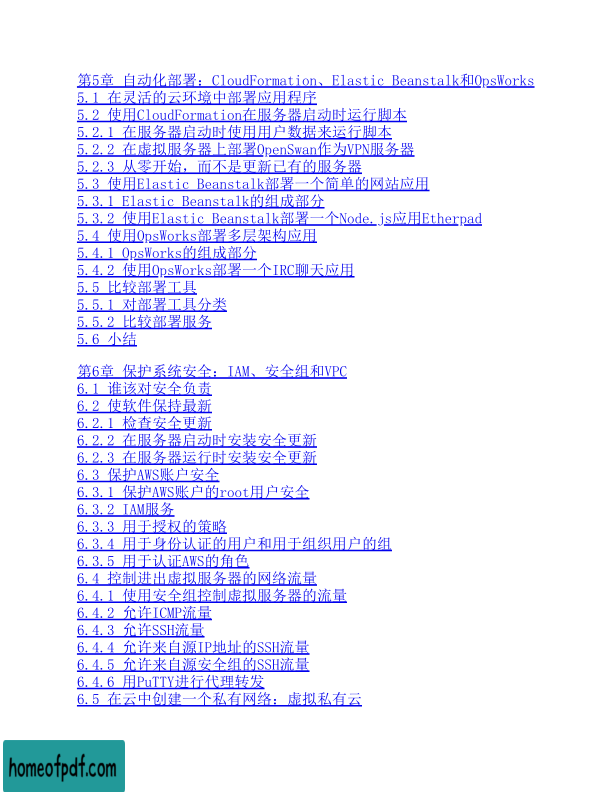 第5章 自动化部署：CloudFormation、Elastic Beanstalk和OpsWorks
5.1 在灵活的云环境中部署应用程序
5.2 使用CloudFormation在服务器启动时运行脚本
5.2.1 在服务器启动时使用用户数据来运行脚本
5.2.2 在虚拟服务器上部署OpenSwan作为VPN服务器
5.2.3 从零开始，而不是更新已有的服务器
5.3 使用Elastic Beanstalk部署一个简单的网站应用
5.3.1 Elastic Beanstalk的组成部分
5.3.2 使用Elastic Beanstalk部署一个Node.js应用Etherpad
5.4 使用OpsWorks部署多层架构应用
5.4.1 OpsWorks的组成部分
5.4.2 使用OpsWorks部署一个IRC聊天应用
5.5 比较部署工具
5.5.1 对部署工具分类
5.5.2 比较部署服务
5.6 小结
第6章 保护系统安全：IAM、安全组和VPC
6.1 谁该对安全负责
6.2 使软件保持最新
6.2.1 检查安全更新
6.2.2 在服务器启动时安装安全更新
6.2.3 在服务器运行时安装安全更新
6.3 保护AWS账户安全
6.3.1 保护AWS账户的root用户安全
6.3.2 IAM服务
6.3.3 用于授权的策略
6.3.4 用于身份认证的用户和用于组织用户的组
6.3.5 用于认证AWS的角色
6.4 控制进出虚拟服务器的网络流量
6.4.1 使用安全组控制虚拟服务器的流量
6.4.2 允许ICMP流量
6.4.3 允许SSH流量
6.4.4 允许来自源IP地址的SSH流量
6.4.5 允许来自源安全组的SSH流量
6.4.6 用PuTTY进行代理转发
6.5 在云中创建一个私有网络：虚拟私有云
homeofpdf.com